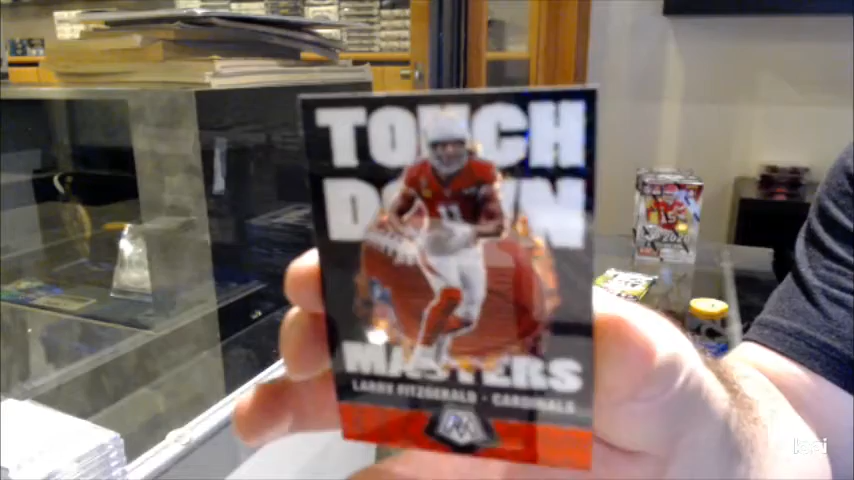 TOUCH
DOWN
MASTERS
LARRY FITZGERALD · CARDINALS